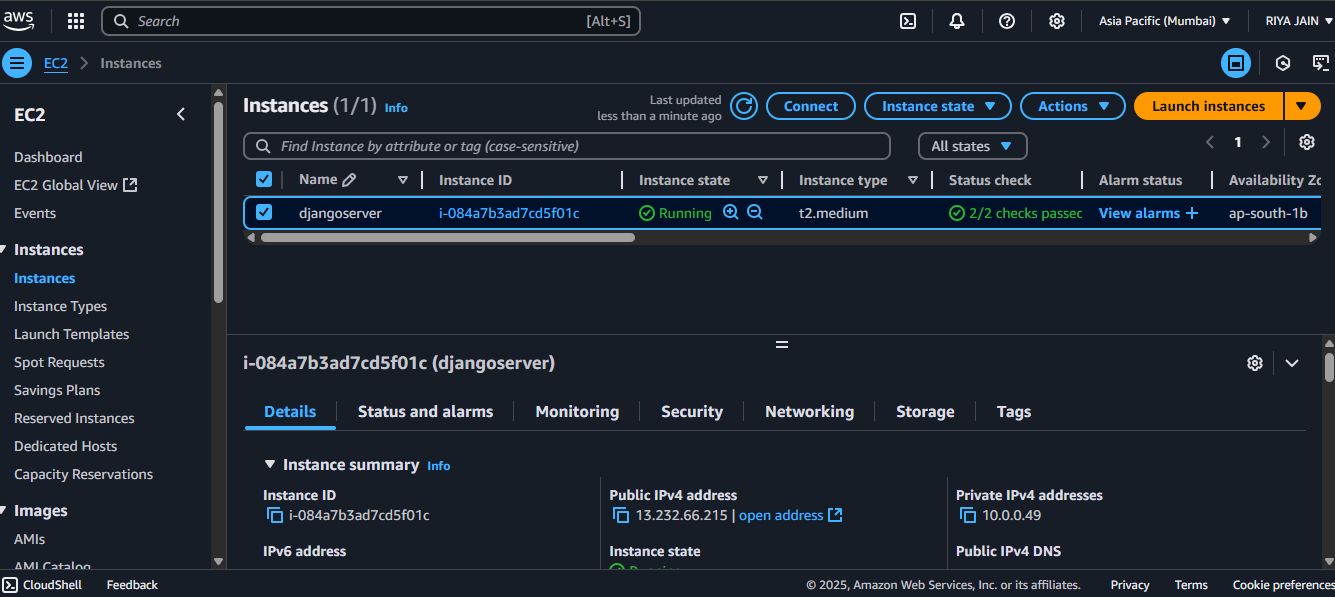 aws Search [Alt+S] Asia Pacific (Mumbai) RIYA JAIN
EC2 Instances
EC2
Dashboard
EC2 Global View
Events
Instances
Instances
Instance Types
Launch Templates
Spot Requests
Savings Plans
Reserved Instances
Dedicated Hosts
Capacity Reservations
Images
AMIs
AMI Catalog
Instances (1/1) Info
Last updated
less than a minute ago
Connect Instance state Actions Launch instances
Find Instance by attribute or tag (case-sensitive) All states 1
Name Instance ID Instance state Instance type Status check Alarm status Availability Zo
djangoserver i-084a7b3ad7cd5f01c Running t2.medium 2/2 checks passec View alarms + ap-south-1b
i-084a7b3ad7cd5f01c (djangoserver)
Details Status and alarms Monitoring Security Networking Storage Tags
Instance summary Info
Instance ID
i-084a7b3ad7cd5f01c
IPv6 address
Public IPv4 address
13.232.66.215 | open address
Instance state
Running
Private IPv4 addresses
10.0.0.49
Public IPv4 DNS
CloudShell Feedback © 2025, Amazon Web Services, Inc. or its affiliates. Privacy Terms Cookie preferences